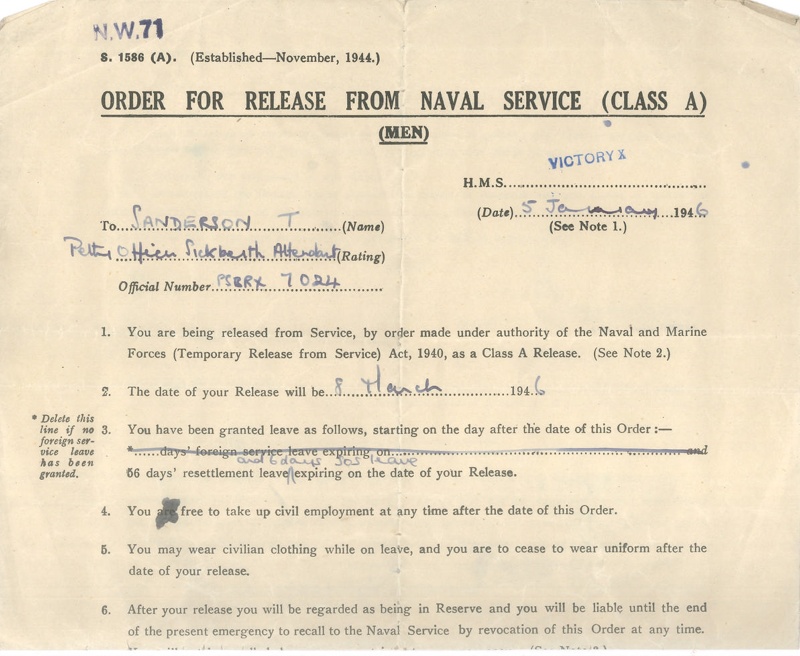 N.W.71
S. 1586 (A). (Established—November, 1944.)
ORDER FOR RELEASE FROM NAVAL SERVICE (CLASS A)
(MEN)
VICTORY X
H.M.S.
(Date) 5 January 1946
(See Note 1.)
To SANDERSON T (Name)
Petty Officer Sickberth Attendant (Rating)
Official Number PSBRX 7024
1. You are being released from Service, by order made under authority of the Naval and Marine
Forces (Temporary Release from Service) Act, 1940, as a Class A Release. (See Note 2.)
2. The date of your Release will be 8 March 1946
* Delete this
line if no
foreign ser-
vice leave
has been
granted.
3. You have been granted leave as follows, starting on the day after the date of this Order :—
*......days' foreign service leave expiring on and
and 6 days leave
56 days' resettlement leave expiring on the date of your Release.
4. You are free to take up civil employment at any time after the date of this Order.
5. You may wear civilian clothing while on leave, and you are to cease to wear uniform after the
date of your release.
6. After your release you will be regarded as being in Reserve and you will be liable until the end
of the present emergency to recall to the Naval Service by revocation of this Order at any time.